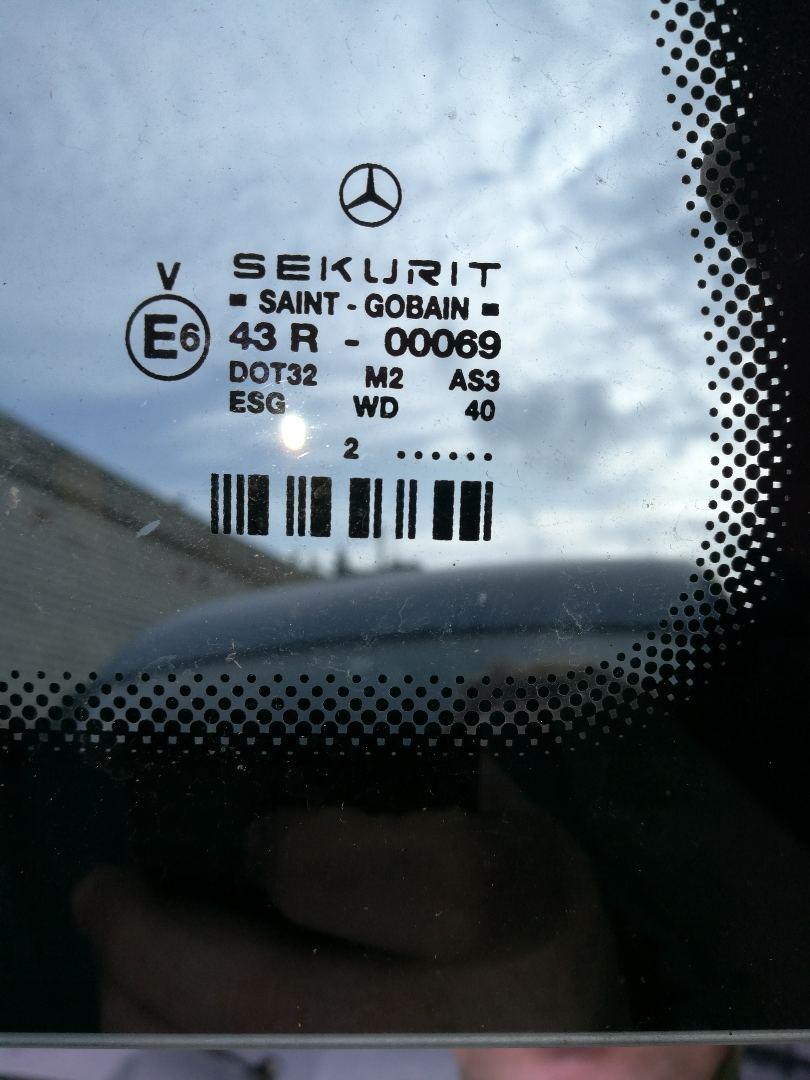 SEKURIT
V
SAINT - GOBAIN
E6 43 R - 00069
DOT32 M2 AS3
ESG WD 40
2 ......